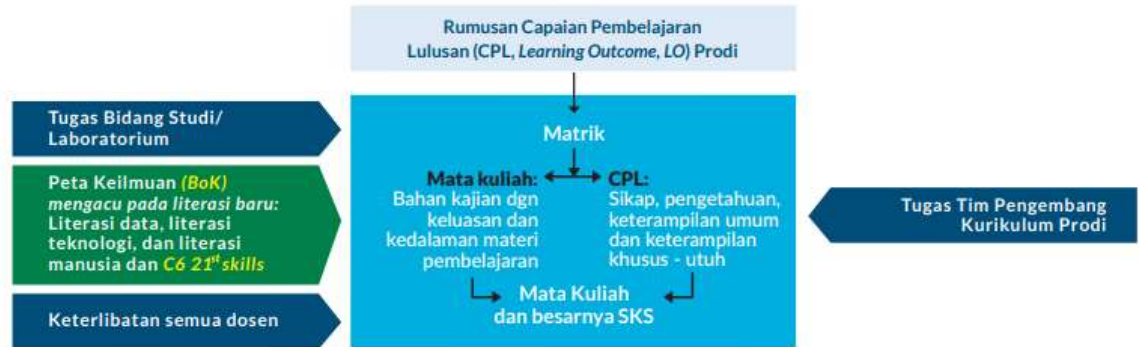 Rumusan Capaian Pembelajaran
Lulusan (CPL, Learning Outcome, LO) Prodi
Tugas Bidang Studi/
Laboratorium
Peta Keilmuan (BoK)
mengacu pada literasi baru:
Literasi data, literasi
teknologi, dan literasi
manusia dan C6 21st skills
Keterlibatan semua dosen
Matrik
Mata kuliah:
Bahan kajian dgn
keluasan dan
kedalaman materi
pembelajaran
CPL:
Sikap, pengetahuan,
keterampilan umum
dan keterampilan
khusus - utuh
Mata Kuliah
dan besarnya SKS
Tugas Tim Pengembang
Kurikulum Prodi